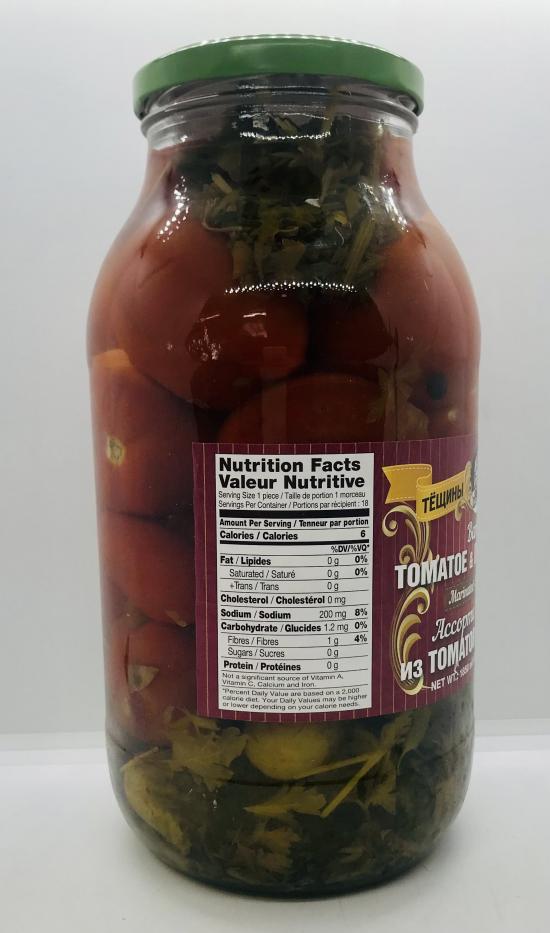 Nutrition Facts
Valeur Nutritive
Serving Size 1 piece / Taille de portion 1 morceau
Servings Per Container / Portions par récipient : 18
Amount Per Serving / Tenneur par portion
Calories / Calories 6
%DV/%VQ*
Fat / Lipides 0 g 0%
Saturated / Saturé 0 g 0%
+Trans / Trans 0 g
Cholesterol / Cholestérol 0 mg
Sodium / Sodium 200 mg 8%
Carbohydrate / Glucides 1.2 mg 0%
Fibres / Fibres 1 g 4%
Sugars / Sucres 0 g
Protein / Protéines 0 g
Not a significant source of Vitamin A,
Vitamin C, Calcium and Iron.
*Percent Daily Value are based on a 2,000
calorie diet. Your Daily Values may be higher
or lower depending on your calorie needs.
ТЁЩИНЫ
TOMATOE
ИЗ
NET WT: